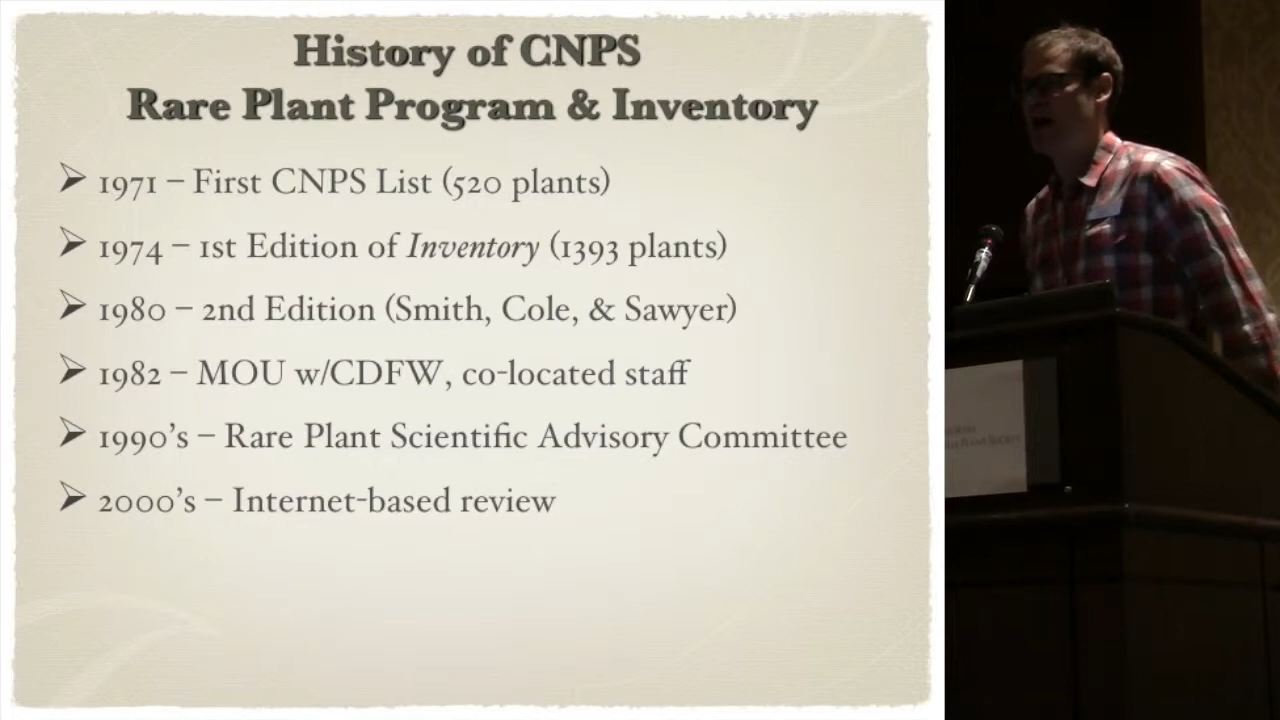 History of CNPS
Rare Plant Program & Inventory
➢ 1971 – First CNPS List (520 plants)
➢ 1974 – 1st Edition of Inventory (1393 plants)
➢ 1980 – 2nd Edition (Smith, Cole, & Sawyer)
➢ 1982 – MOU w/CDFW, co-located staff
➢ 1990’s – Rare Plant Scientific Advisory Committee
➢ 2000’s – Internet-based review